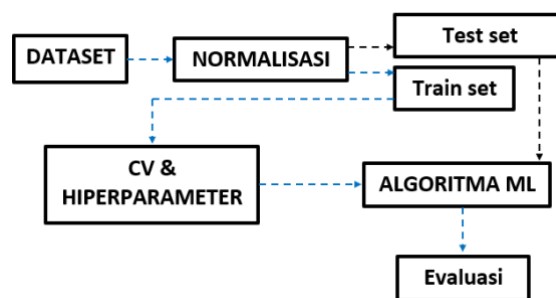 Test set
DATASET
NORMALISASI
Train set
CV &
HIPERPARAMETER
ALGORITMA ML
Evaluasi